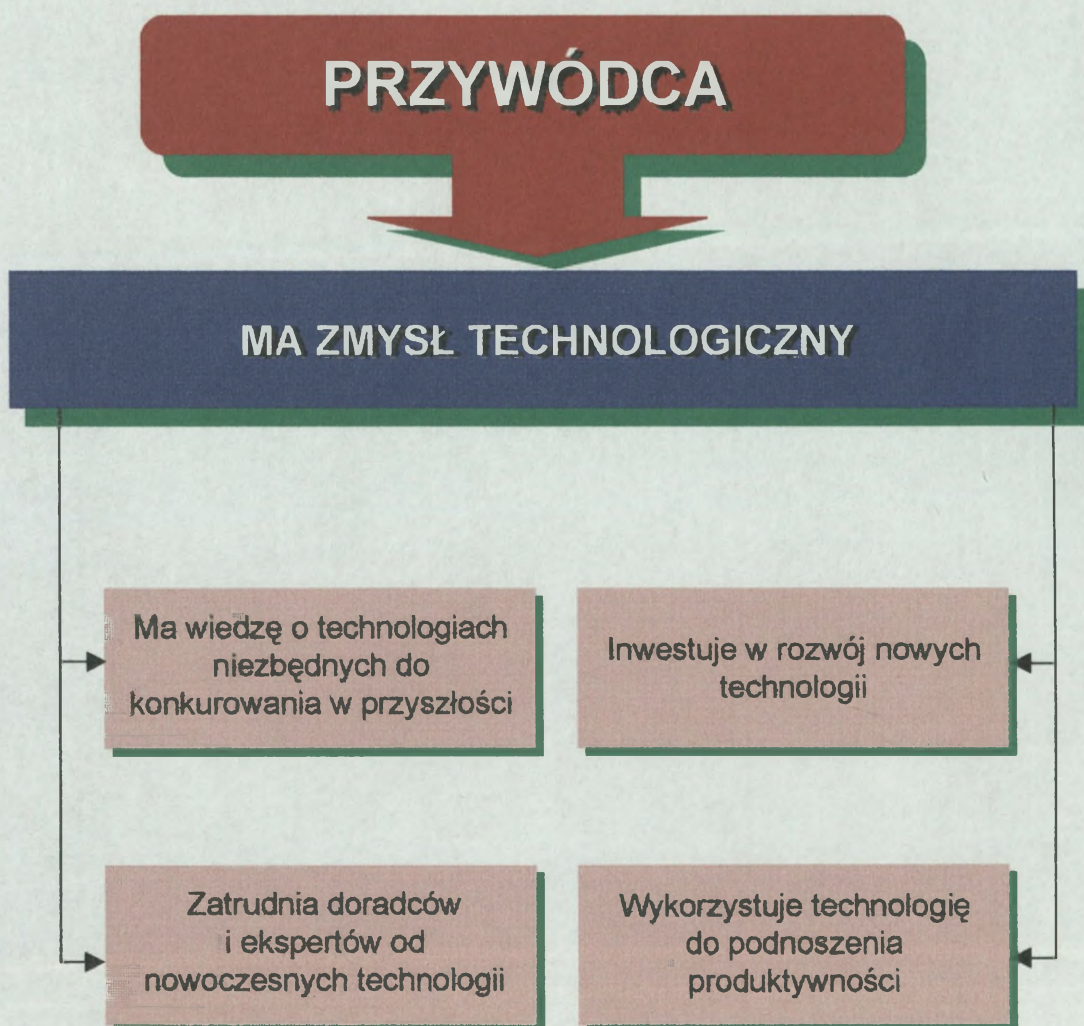 PRZYWÓDCA
MA ZMYSŁ TECHNOLOGICZNY
Ma wiedzę o technologiach
niezbędnych do
konkurowania w przyszłości
Inwestuje w rozwój nowych
technologii
Zatrudnia doradców
i ekspertów od
nowoczesnych technologii
Wykorzystuje technologię
do podnoszenia
produktywności